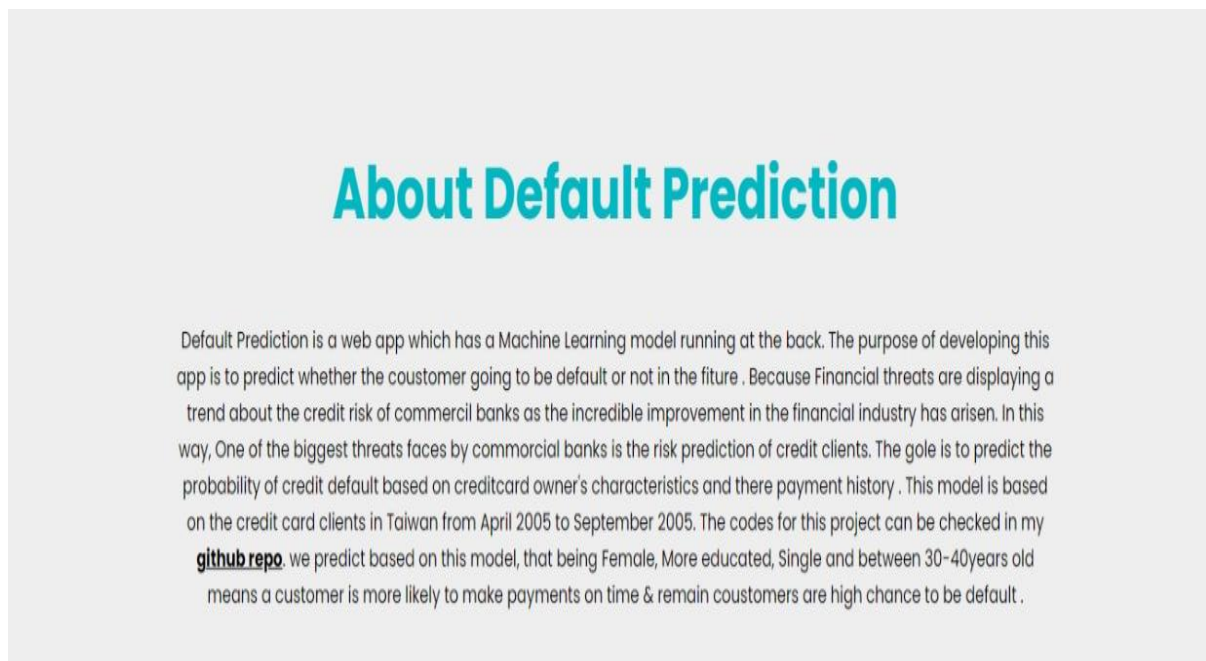 About Default Prediction
Default Prediction is a web app which has a Machine Learning model running at the back. The purpose of developing this
app is to predict whether the coustomer going to be default or not in the fiture . Because Financial threats are displaying a
trend about the credit risk of commercil banks as the incredible improvement in the financial industry has arisen. In this
way, One of the biggest threats faces by commorcial banks is the risk prediction of credit clients. The gole is to predict the
probability of credit default based on creditcard owner's characteristics and there payment history . This model is based
on the credit card clients in Taiwan from April 2005 to September 2005. The codes for this project can be checked in my
github repo. we predict based on this model, that being Female, More educated, Single and between 30-40years old
means a customer is more likely to make payments on time & remain coustomers are high chance to be default .